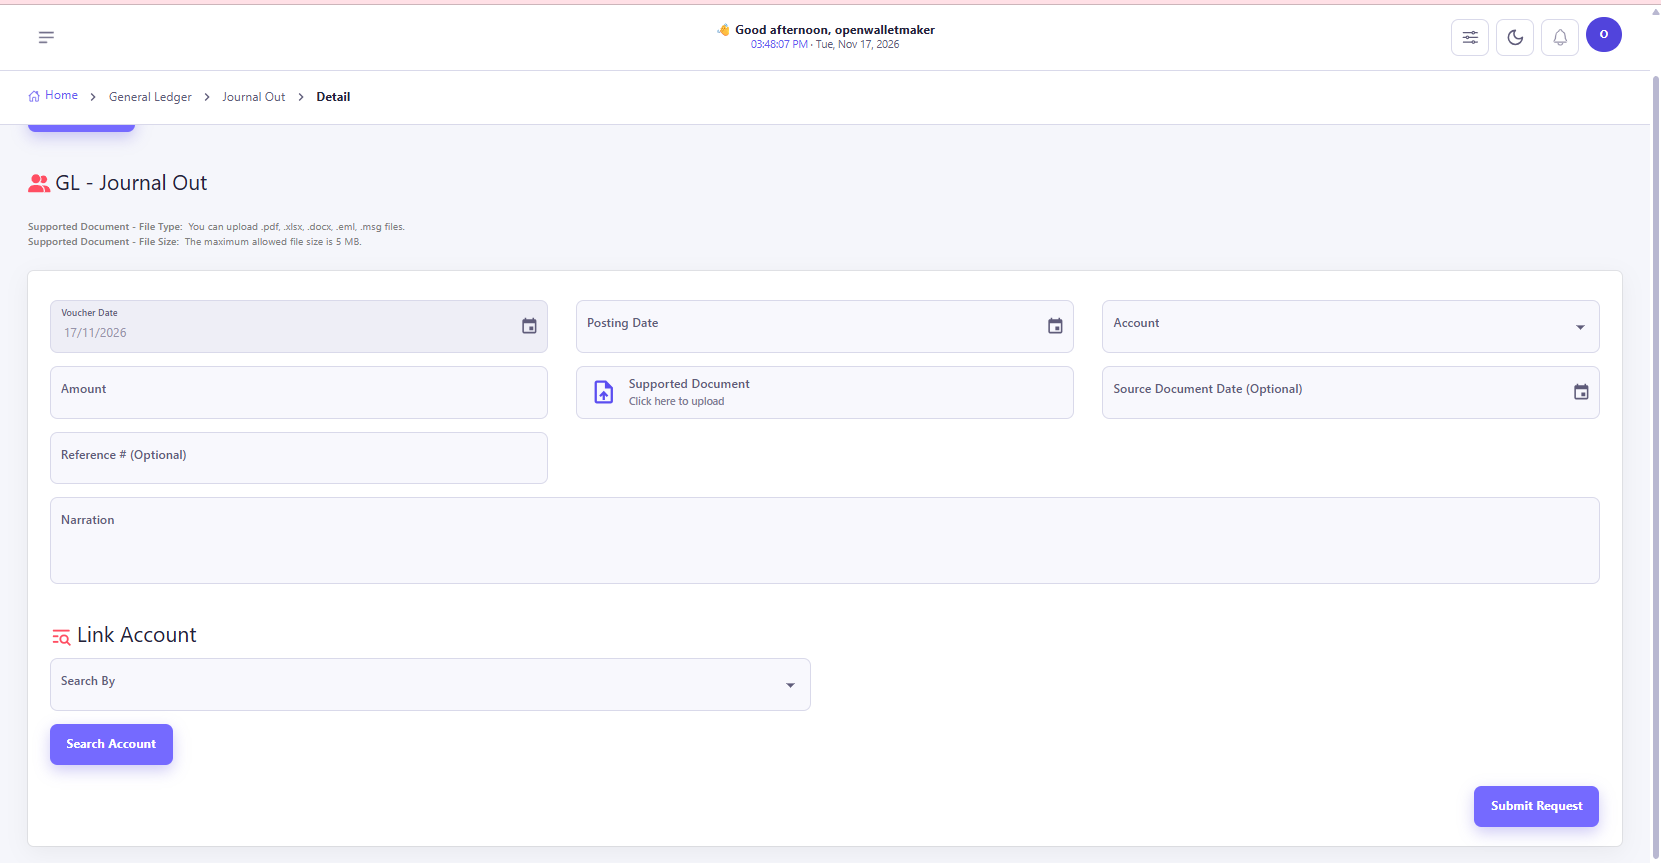 Good afternoon, openwalletmaker
03:48:07 PM · Tue, Nov 17, 2026
O
Home > General Ledger > Journal Out > Detail
GL - Journal Out
Supported Document - File Type: You can upload .pdf, .xlsx, .docx, .eml, .msg files.
Supported Document - File Size: The maximum allowed file size is 5 MB.
Voucher Date
17/11/2026
Posting Date
Account
Amount
Supported Document
Click here to upload
Source Document Date (Optional)
Reference # (Optional)
Narration
Link Account
Search By
Search Account
Submit Request